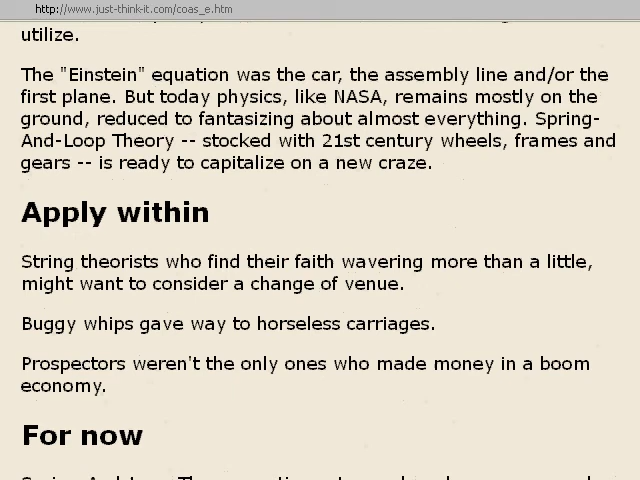 http://www.just-think-it.com/coas_e.htm
utilize.
The "Einstein" equation was the car, the assembly line and/or the
first plane. But today physics, like NASA, remains mostly on the
ground, reduced to fantasizing about almost everything. Spring-
And-Loop Theory -- stocked with 21st century wheels, frames and
gears -- is ready to capitalize on a new craze.
Apply within
String theorists who find their faith wavering more than a little,
might want to consider a change of venue.
Buggy whips gave way to horseless carriages.
Prospectors weren't the only ones who made money in a boom
economy.
For now